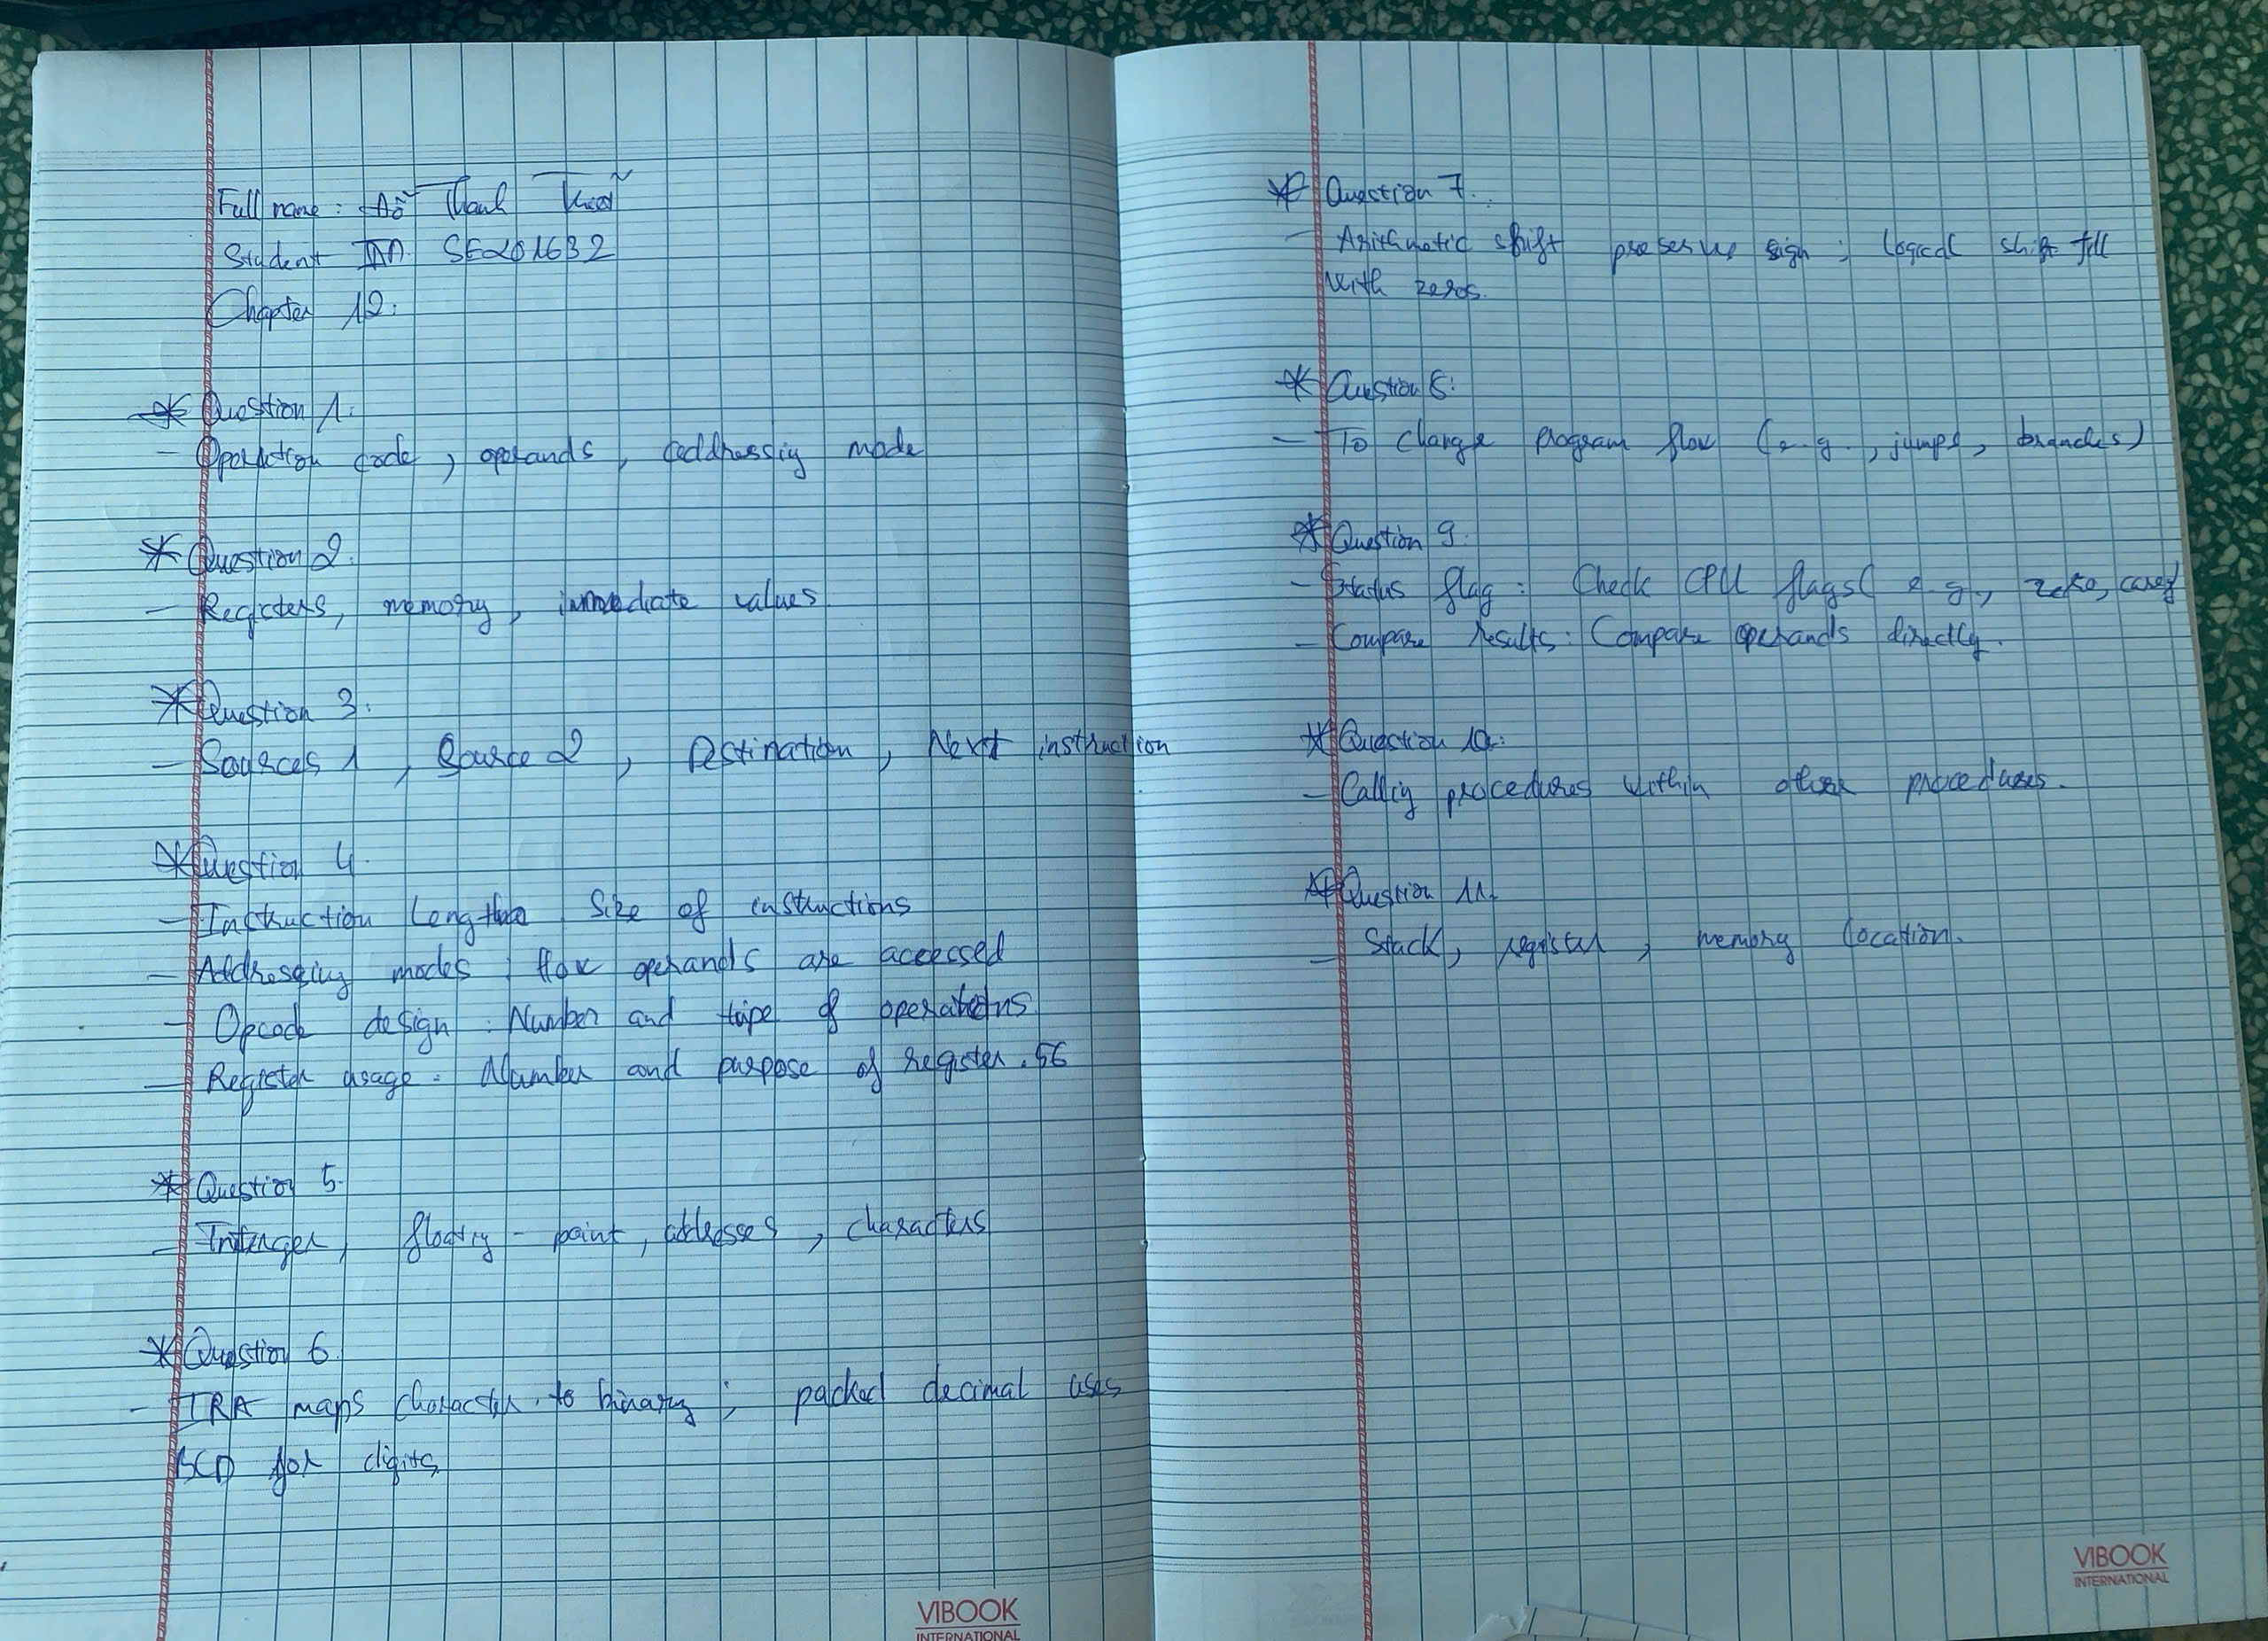 Full name: Đỗ Thanh
Student ID: SE201632
Chapter 12:
* Question 1:
- Operation code, operands, addressing mode
* Question 2:
- Registers, memory, immediate values
* Question 3:
- Sources 1, Source 2, Destination, Next instruction
* Question 4.
- Instruction Length: Size of instructions
- Addressing modes: How operands are accessed
- Opcode design: Number and type of operations
- Register usage: Number and purpose of register. 56
* Question 5.
- Interger, floating-point, addresses, characters
* Question 6.
- IRA maps character to binary; packed decimal uses
BCD for digits
* Question 7.
- Arithmetic shift preserves sign; logical shift fill
with zeros.
* Question 8:
- To change program flow (e.g., jumps, branches)
* Question 9.
- Status flag: Check CPU flags( e.g., zero, carry
- Compare results: Compare operands directly.
* Question 10:
- Calling procedures within other procedures.
* Question 11.
- Stack, register, memory location.
VIBOOK
INTERNATIONAL
VIBOOK
INTERNATIONAL